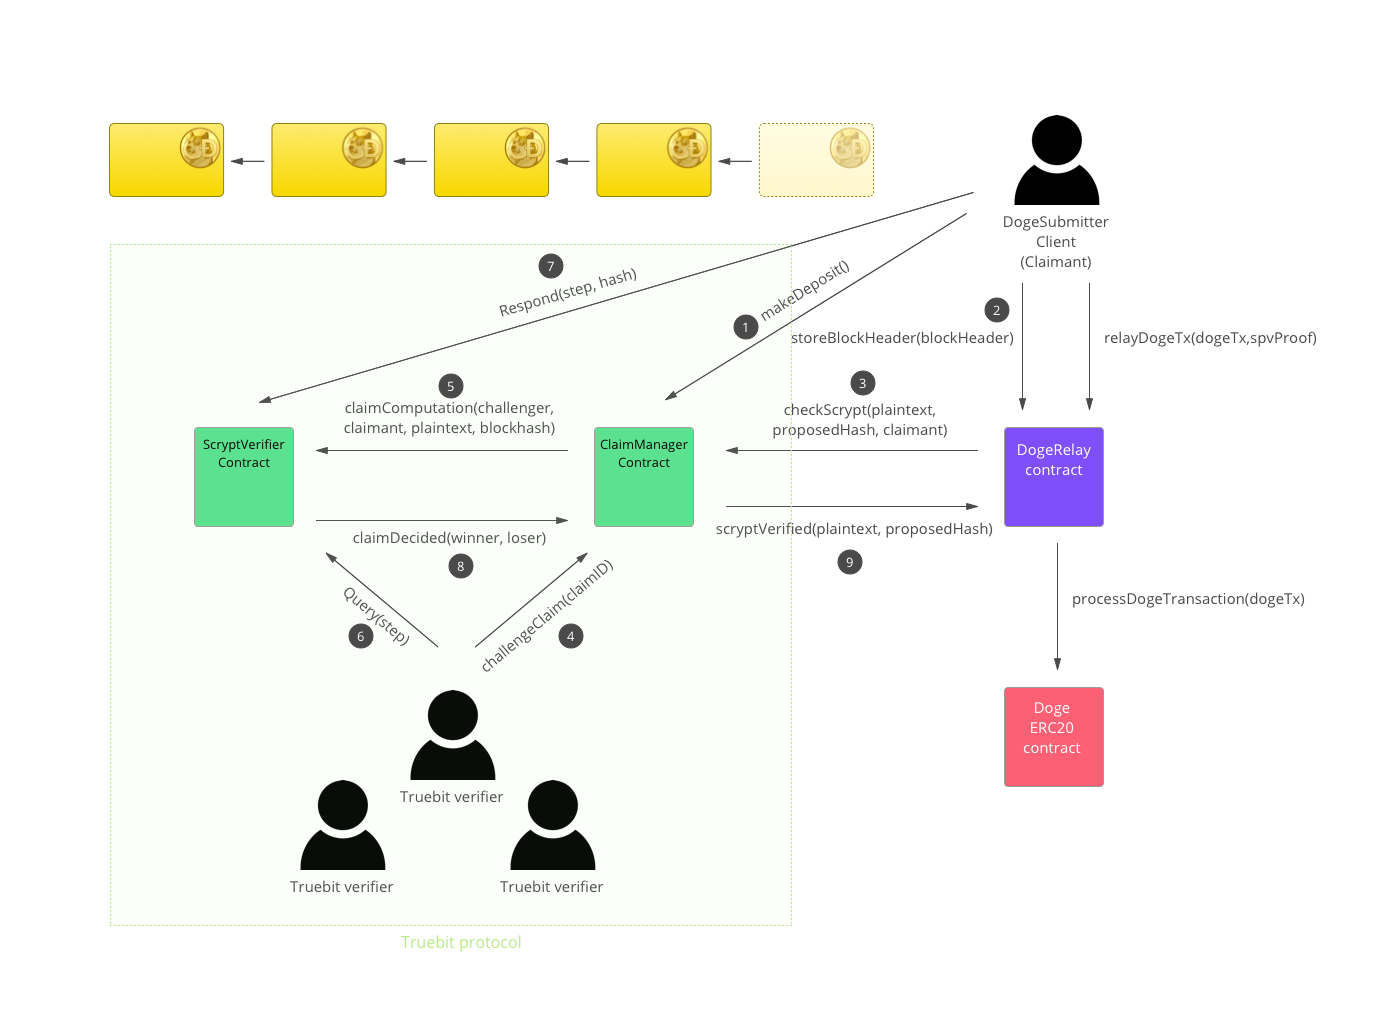 DogeSubmitter
Client
(Claimant)
7
Respond(step, hash)
1
makeDeposit()
2
storeBlockHeader(blockHeader)
relayDogeTx(dogeTx,spvProof)
5
claimComputation(challenger,
claimant, plaintext, blockhash)
3
checkScrypt(plaintext,
proposedHash, claimant)
ScryptVerifier
Contract
ClaimManager
Contract
DogeRelay
contract
claimDecided(winner, loser)
8
scryptVerified(plaintext, proposedHash)
9
Query(step)
6
challengeClaim(claimID)
4
processDogeTransaction(dogeTx)
Doge
ERC20
contract
Truebit verifier
Truebit verifier
Truebit verifier
Truebit protocol